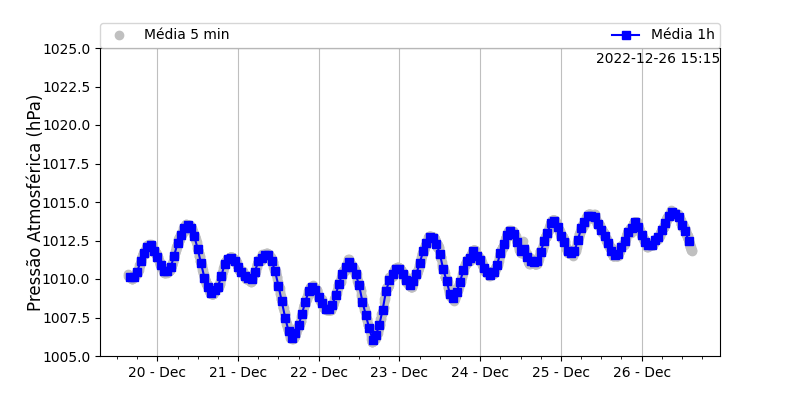 Média 5 min
Média 1h
2022-12-26 15:15
Pressão Atmosférica (hPa)
1025.0
1022.5
1020.0
1017.5
1015.0
1012.5
1010.0
1007.5
1005.0
20 - Dec
21 - Dec
22 - Dec
23 - Dec
24 - Dec
25 - Dec
26 - Dec